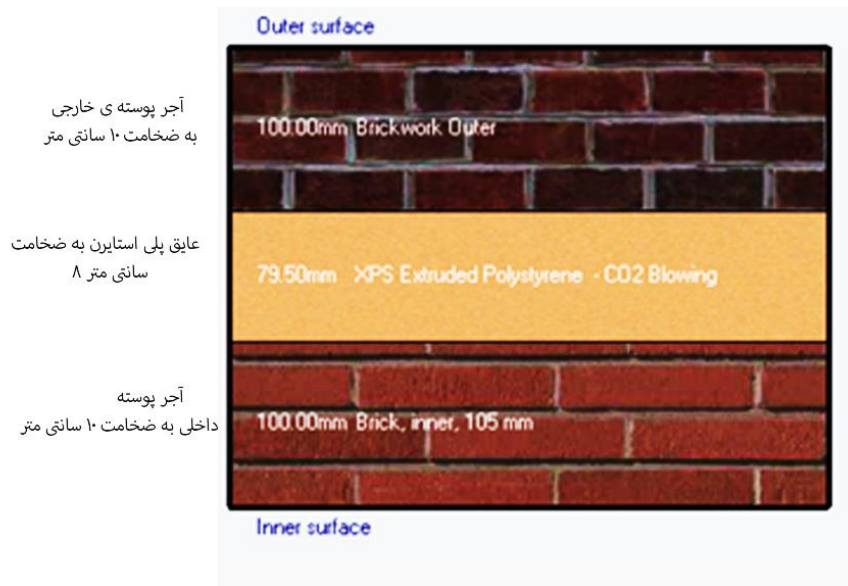 Outer surface
آجر پوسته ی خارجی
به ضخامت ۱۰ سانتی متر
100.00mm Brickwork Outer
عایق پلی استایرن به ضخامت
سانتی متر ۸
79.50mm XPS Extruded Polystyrene - CO2 Blowing
آجر پوسته
داخلی به ضخامت ۱۰ سانتی متر
100.00mm Brick, inner, 105 mm
Inner surface